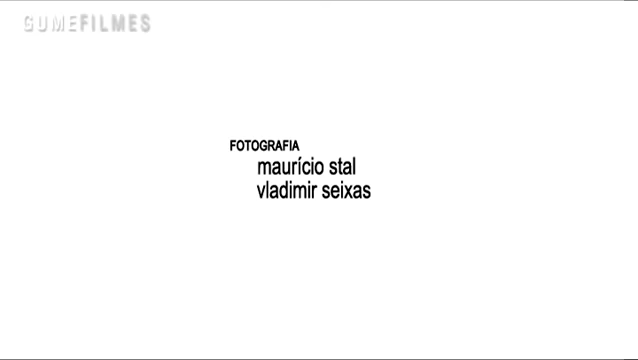 GUMEFILMES
FOTOGRAFIA
maurício stal
vladimir seixas